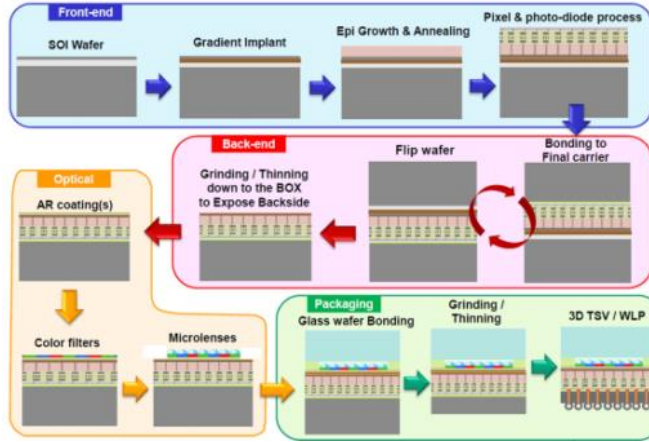 Front-end
SOI Wafer
Gradient Implant
Epi Growth & Annealing
Pixel & photo-diode process
Back-end
Grinding / Thinning
down to the BOX
to Expose Backside
Flip wafer
Bonding to
Final carrier
Optical
AR coating(s)
Color filters
Microlenses
Packaging
Glass wafer Bonding
Grinding /
Thinning
3D TSV / WLP